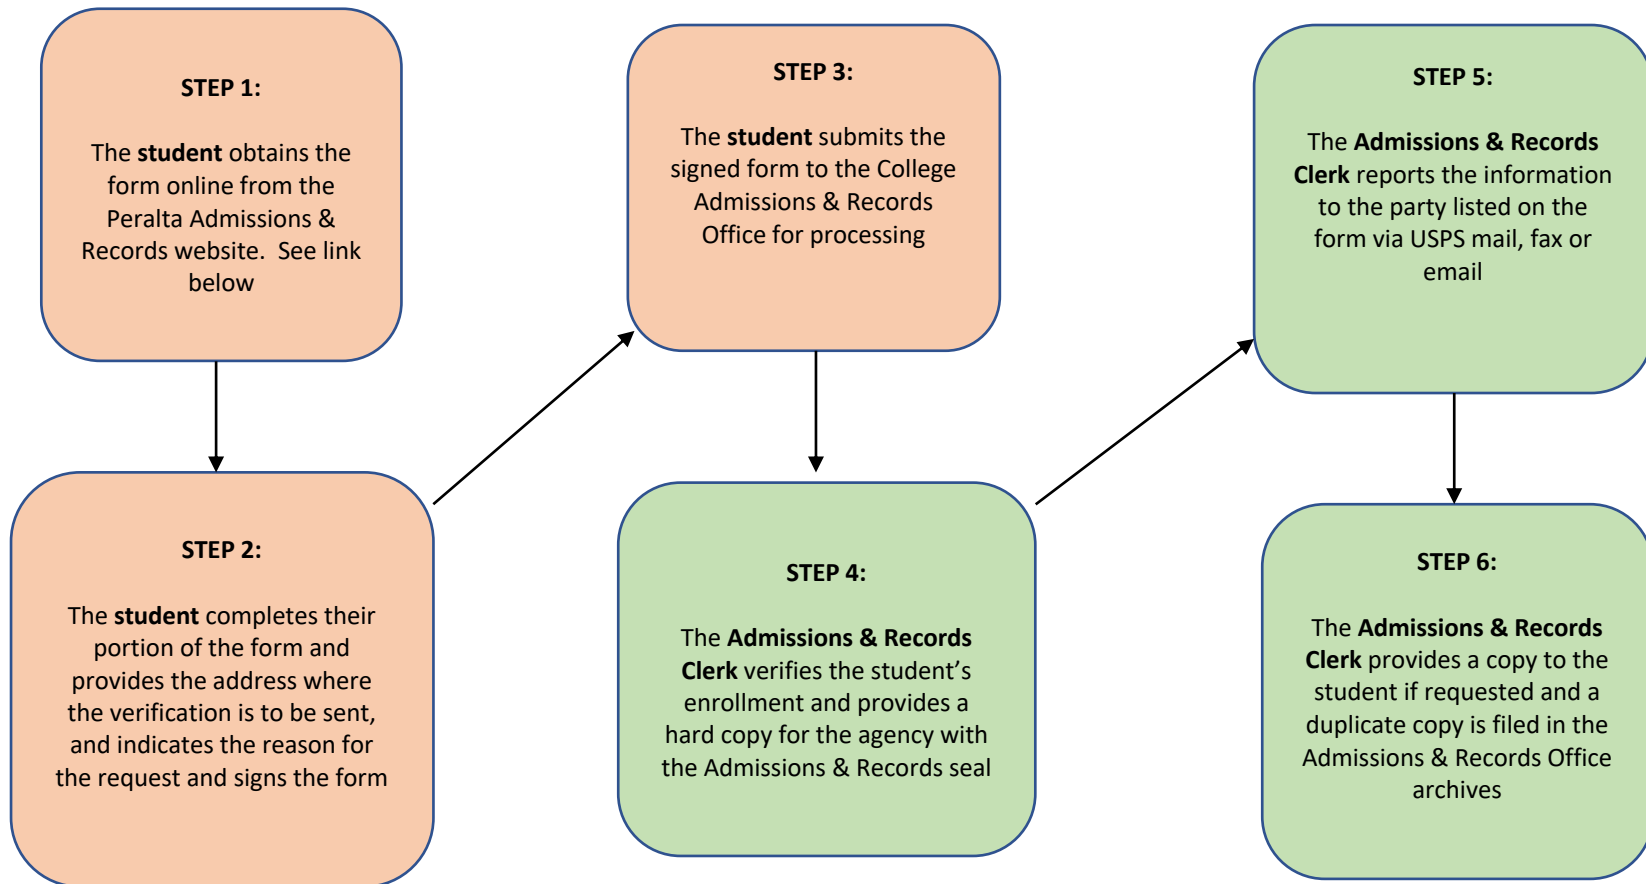 STEP 1:
The student obtains the
form online from the
Peralta Admissions &
Records website.  See link
below
STEP 2:
The student completes their
portion of the form and
provides the address where
the verification is to be sent,
and indicates the reason for
the request and signs the form
STEP 3:
The student submits the
signed form to the College
Admissions & Records
Office for processing
STEP 4:
The Admissions & Records
Clerk verifies the student’s
enrollment and provides a
hard copy for the agency with
the Admissions & Records seal
STEP 5:
The Admissions & Records
Clerk reports the information
to the party listed on the
form via USPS mail, fax or
email
STEP 6:
The Admissions & Records
Clerk provides a copy to the
student if requested and a
duplicate copy is filed in the
Admissions & Records Office
archives